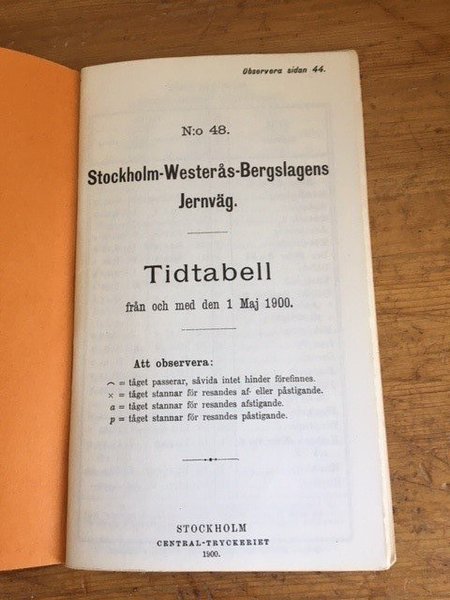 Observera sidan 44.
N:o 48.
Stockholm-Westerås-Bergslagens
Jernväg.
Tidtabell
från och med den 1 Maj 1900.
Att observera:
⌢ = tåget passerar, såvida intet hinder förefinnes.
× = tåget stannar för resandes af- eller påstigande.
a = tåget stannar för resandes afstigande.
p = tåget stannar för resandes påstigande.
STOCKHOLM
CENTRAL-TRYCKERIET
1900.